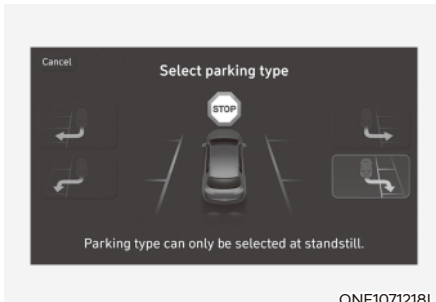 Cancel
Select parking type
STOP
Parking type can only be selected at standstill.
ONE1071218L